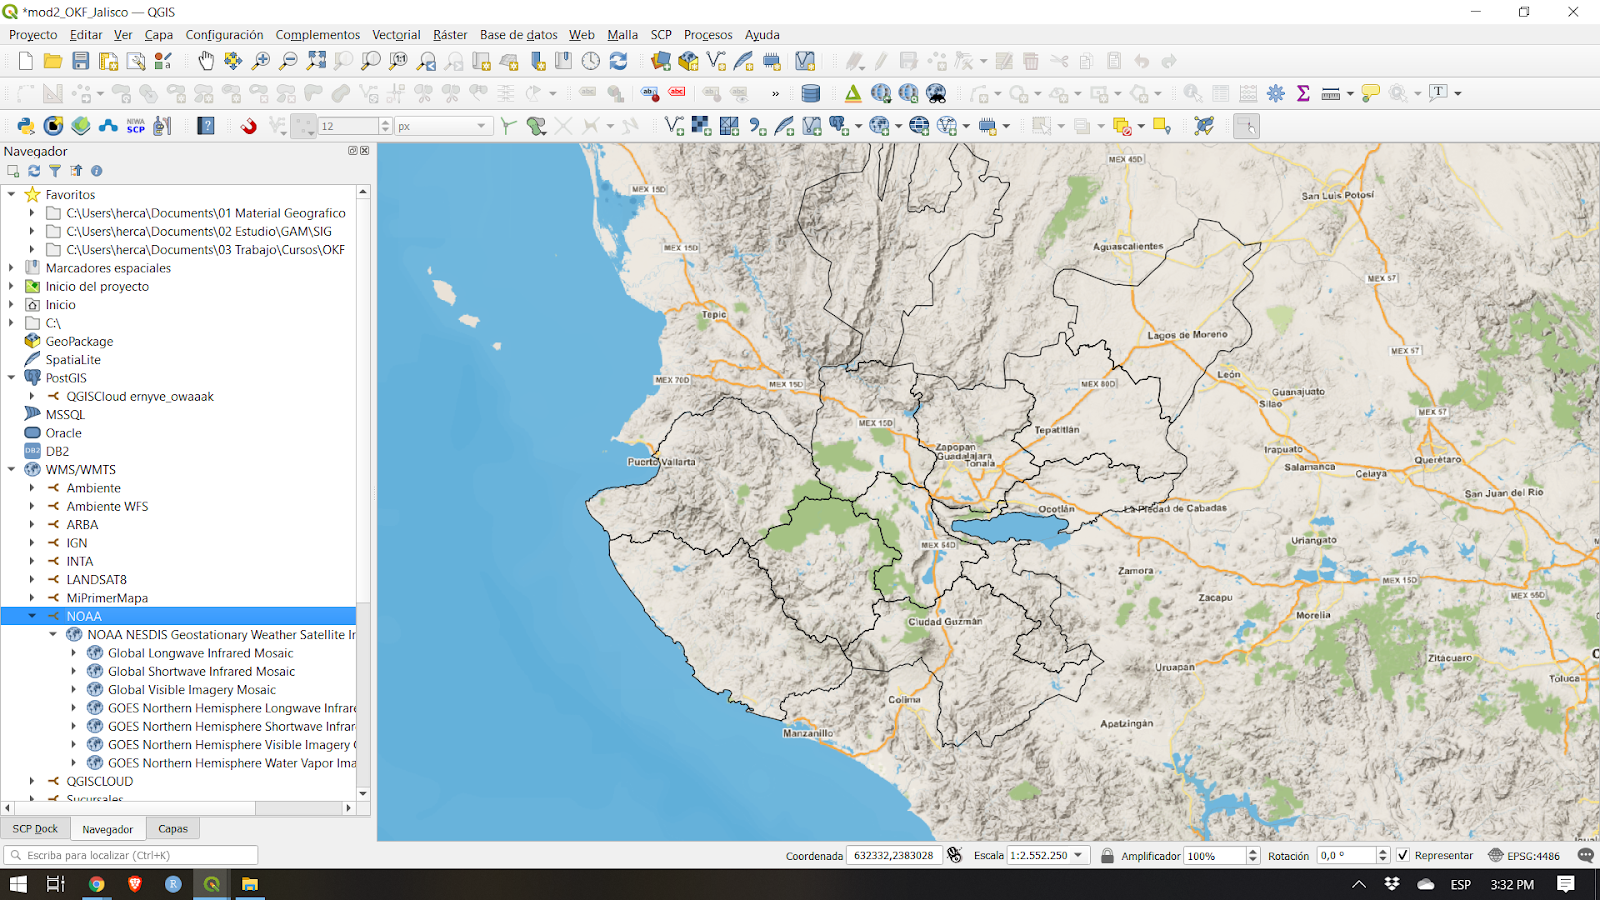 *mod2_OKF_Jalisco — QGIS
Proyecto Editar Ver Capa Configuración Complementos Vectorial Ráster Base de datos Web Malla SCP Procesos Ayuda
1:1
abc abc ab abc »
NIWA
SCP
12 px
Navegador
Favoritos
C:\Users\herca\Documents\01 Material Geografico
C:\Users\herca\Documents\02 Estudio\GAM\SIG
C:\Users\herca\Documents\03 Trabajo\Cursos\OKF
Marcadores espaciales
Inicio del proyecto
Inicio
C:\
GeoPackage
SpatiaLite
PostGIS
QGISCloud ernyve_owaaak
MSSQL
Oracle
DB2 DB2
WMS/WMTS
Ambiente
Ambiente WFS
ARBA
IGN
INTA
LANDSAT8
MiPrimerMapa
NOAA
NOAA NESDIS Geostationary Weather Satellite Ir
Global Longwave Infrared Mosaic
Global Shortwave Infrared Mosaic
Global Visible Imagery Mosaic
GOES Northern Hemisphere Longwave Infrare
GOES Northern Hemisphere Shortwave Infrar
GOES Northern Hemisphere Visible Imagery C
GOES Northern Hemisphere Water Vapor Ima
QGISCLOUD
Sucursales
SCP Dock Navegador Capas
MEX 45D
MEX 15D
San Luis Potosí
MEX 15D
Aguascalientes
MEX 57
Tepic
Lagos de Moreno
MEX 57
León
MEX 70D
MEX 15D
MEX 80D
Guanajuato
Silao
MEX 57
MEX 15D
Tepatitlán
Zapopan
Guadalajara
Tonala
Irapuato
Puerto Vallarta
Querétaro
Salamanca
Celaya
San Juan del Río
Ocotlán
La Piedad de Cabadas
Uriangato
MEX 54D
Zamora
MEX 15D
Zacapu
MEX 55D
Morelia
Ciudad Guzmán
Zitácuaro
Uruapan
Toluca
Colima
Apatzingán
Manzanillo
Escriba para localizar (Ctrl+K)
Coordenada 632332,2383028 Escala 1:2.552.250 Amplificador 100% Rotación 0,0 ° Representar EPSG:4486
R
ESP 3:32 PM